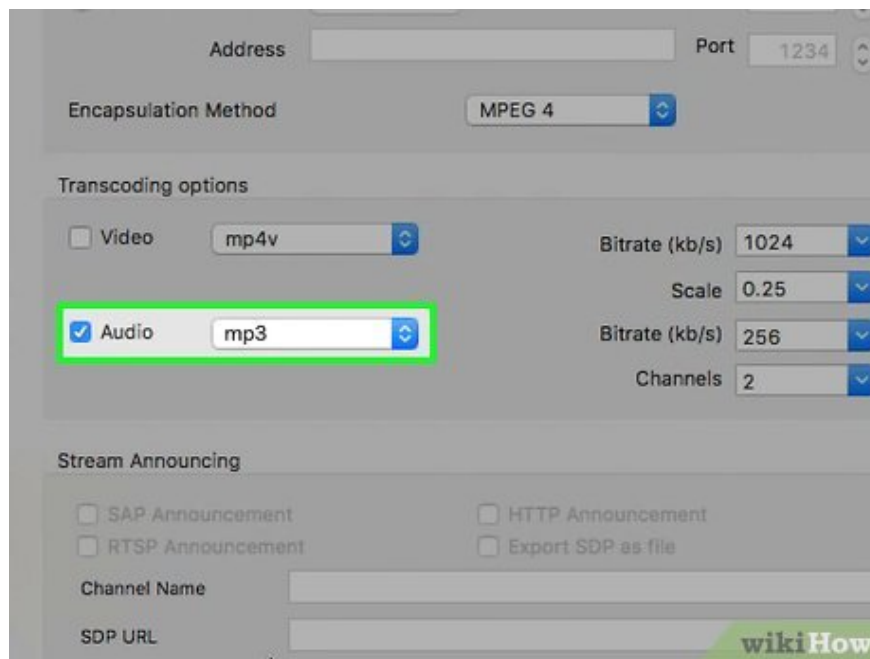 Address
Port
1234
Encapsulation Method
MPEG 4
Transcoding options
Video
mp4v
Bitrate (kb/s)
1024
Scale
0.25
Audio
mp3
Bitrate (kb/s)
256
Channels
2
Stream Announcing
SAP Announcement
HTTP Announcement
RTSP Announcement
Export SDP as file
Channel Name
SDP URL
wikiHow